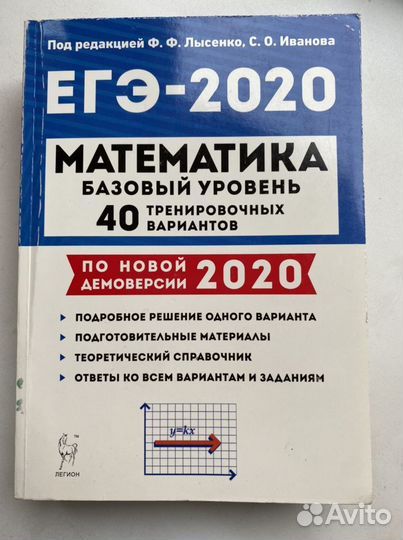 Под редакцией Ф. Ф. Лысенко, С. О. Иванова
ЕГЭ-2020
МАТЕМАТИКА
БАЗОВЫЙ УРОВЕНЬ
40 ТРЕНИРОВОЧНЫХ
ВАРИАНТОВ
ПО НОВОЙ
ДЕМОВЕРСИИ 2020
ПОДРОБНОЕ РЕШЕНИЕ ОДНОГО ВАРИАНТА
ПОДГОТОВИТЕЛЬНЫЕ МАТЕРИАЛЫ
ТЕОРЕТИЧЕСКИЙ СПРАВОЧНИК
ОТВЕТЫ КО ВСЕМ ВАРИАНТАМ И ЗАДАНИЯМ
y=kx
TM
ЛЕГИОН
Avito